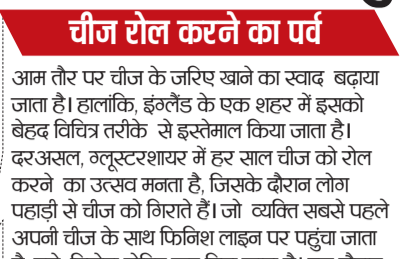 चीज रोल करने का पर्व
आम तौर पर चीज के जरिए खाने का स्वाद बढ़ाया
जाता है। हालांकि, इंग्लैंड के एक शहर में इसको
बेहद विचित्र तरीके से इस्तेमाल किया जाता है।
दरअसल, ग्लूस्टरशायर में हर साल चीज को रोल
करने का उत्सव मनता है, जिसके दौरान लोग
पहाड़ी से चीज को गिराते हैं। जो व्यक्ति सबसे पहले
अपनी चीज के साथ फिनिश लाइन पर पहुंचा जाता